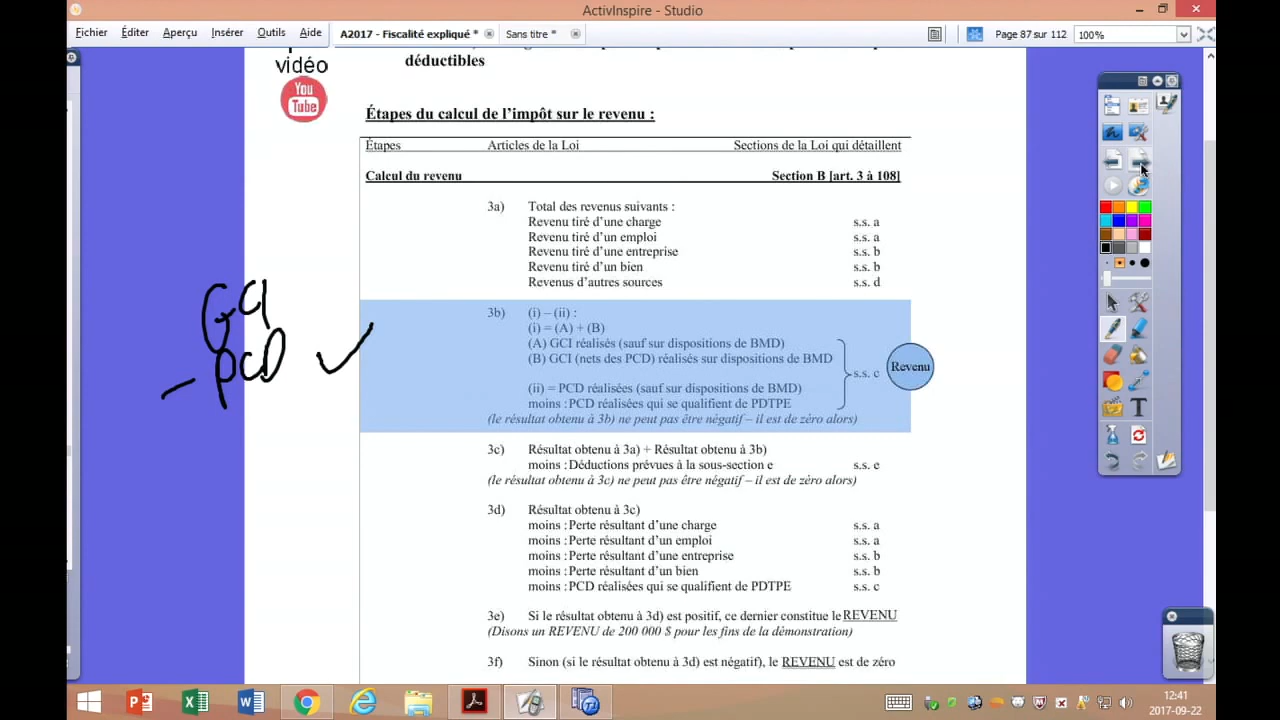 ActivInspire - Studio
Fichier Éditer Aperçu Insérer Outils Aide A2017 - Fiscalité expliqué * Sans titre * Page 87 sur 112 100%
vidéo
déductibles
You
Tube
Étapes du calcul de l'impôt sur le revenu :
Étapes Articles de la Loi Sections de la Loi qui détaillent
Calcul du revenu Section B [art. 3 à 108]
3a) Total des revenus suivants :
Revenu tiré d'une charge s.s. a
Revenu tiré d'un emploi s.s. a
Revenu tiré d'une entreprise s.s. b
Revenu tiré d'un bien s.s. b
Revenus d'autres sources s.s. d
3b) (i) – (ii) :
(i) = (A) + (B)
(A) GCI réalisés (sauf sur dispositions de BMD)
(B) GCI (nets des PCD) réalisés sur dispositions de BMD
s.s. c
Revenu
(ii) = PCD réalisées (sauf sur dispositions de BMD)
moins : PCD réalisées qui se qualifient de PDTPE
(le résultat obtenu à 3b) ne peut pas être négatif – il est de zéro alors)
GCI
- PCD
3c) Résultat obtenu à 3a) + Résultat obtenu à 3b)
moins : Déductions prévues à la sous-section e s.s. e
(le résultat obtenu à 3c) ne peut pas être négatif – il est de zéro alors)
3d) Résultat obtenu à 3c)
moins : Perte résultant d'une charge s.s. a
moins : Perte résultant d'un emploi s.s. a
moins : Perte résultant d'une entreprise s.s. b
moins : Perte résultant d'un bien s.s. b
moins : PCD réalisées qui se qualifient de PDTPE s.s. c
3e) Si le résultat obtenu à 3d) est positif, ce dernier constitue le REVENU
(Disons un REVENU de 200 000 $ pour les fins de la démonstration)
3f) Sinon (si le résultat obtenu à 3d) est négatif), le REVENU est de zéro
12:41
2017-09-22